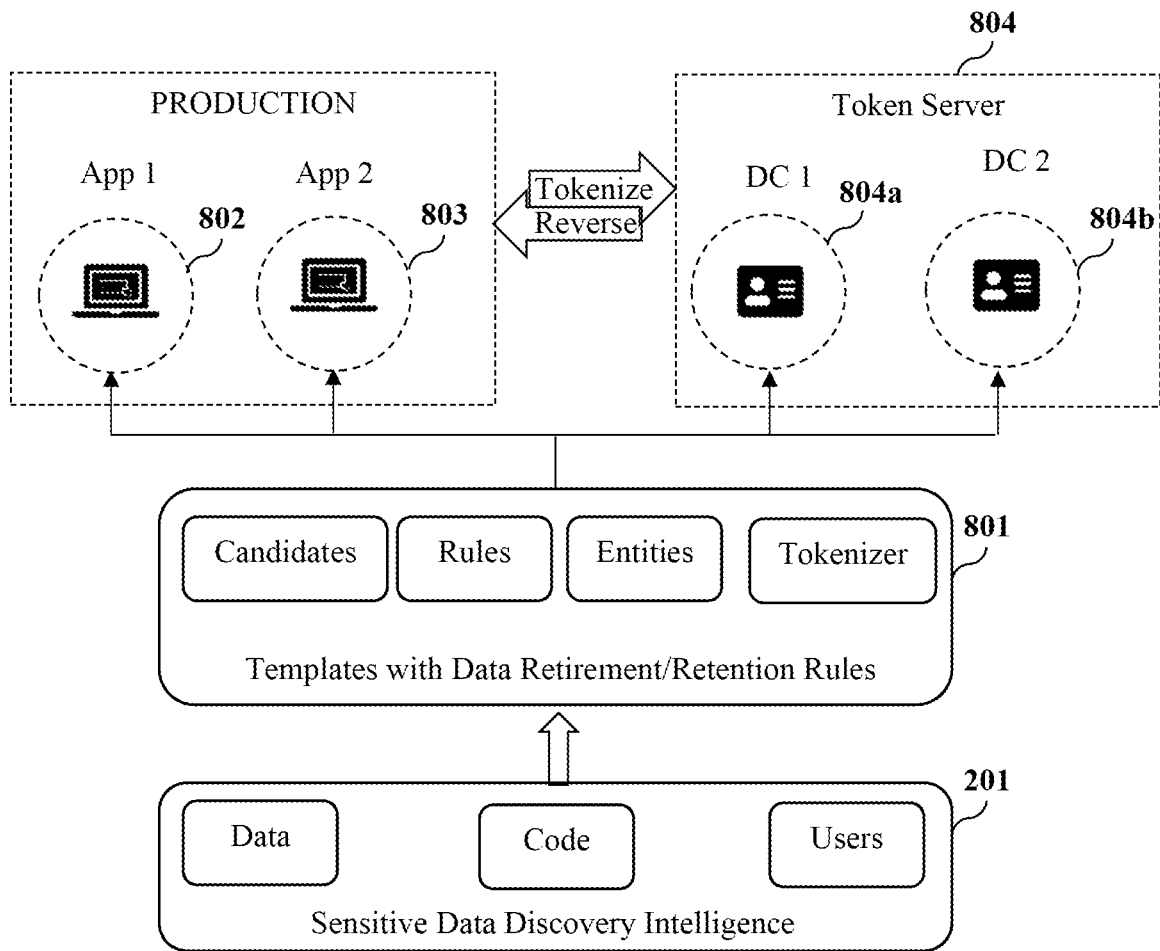 804
PRODUCTION
Token Server
App 1
App 2
DC 1
DC 2
802
803
Tokenize
Reverse
804a
804b
Candidates
Rules
Entities
Tokenizer
801
Templates with Data Retirement/Retention Rules
Data
Code
Users
201
Sensitive Data Discovery Intelligence